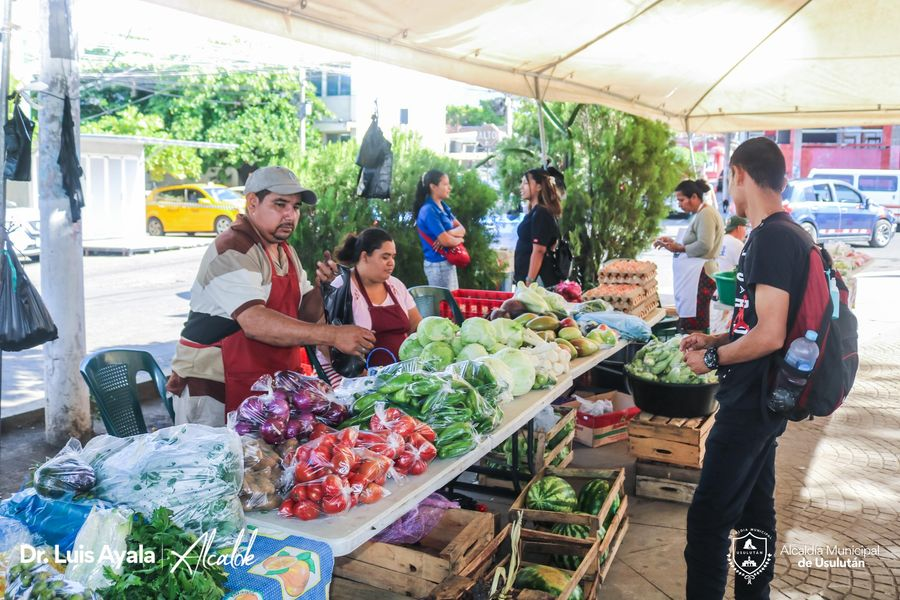 Dr. Luis Ayala Alcalde
Alcaldía Municipal
de Usulután